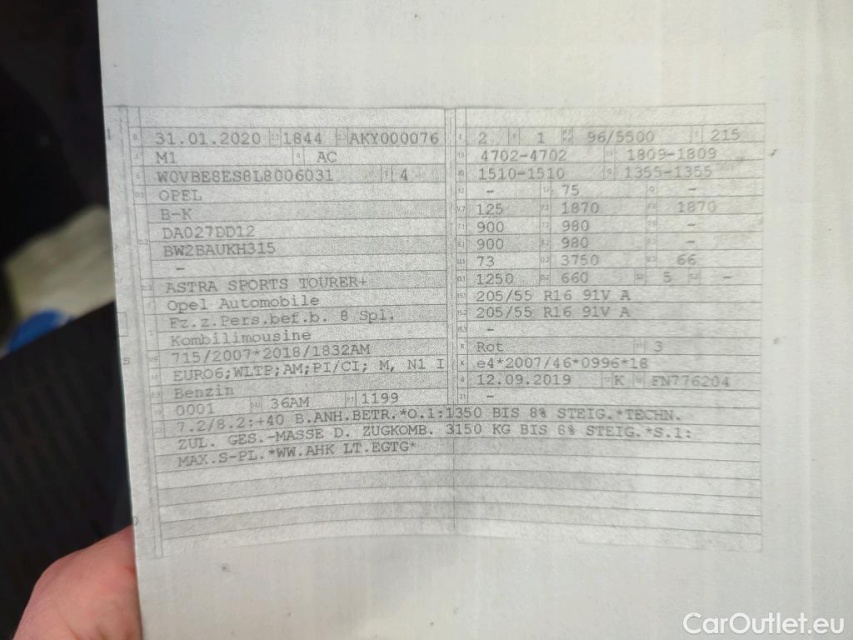 31.01.2020 1844 AKY000076 2 1 96/5500 215
M1 AC 4702-4702 1809-1809
W0VBE8ES8L8006031 4 1510-1510 1355-1355
OPEL - 75 -
B-K 125 1870 1870
DA027DD12 900 980 -
BW2BAUKH315 900 980 -
- 73 3750 66
ASTRA SPORTS TOURER+ 1250 660 5 -
Opel Automobile 205/55 R16 91V A
Fz.z.Pers.bef.b. 8 Spl. 205/55 R16 91V A
Kombilimousine -
715/2007*2018/1832AM Rot 3
EURO6;WLTP;AM;PI/CI; M, N1 I e4*2007/46*0996*18
Benzin 12.09.2019 K FN776204
0001 36AM 1199 -
7.2/8.2:+40 B.ANH.BETR.*O.1:1350 BIS 8% STEIG.*TECHN.
ZUL. GES.-MASSE D. ZUGKOMB. 3150 KG BIS 6% STEIG.*S.1:
MAX.S-PL.*WW.AHK LT.EGTG*
CarOutlet.eu